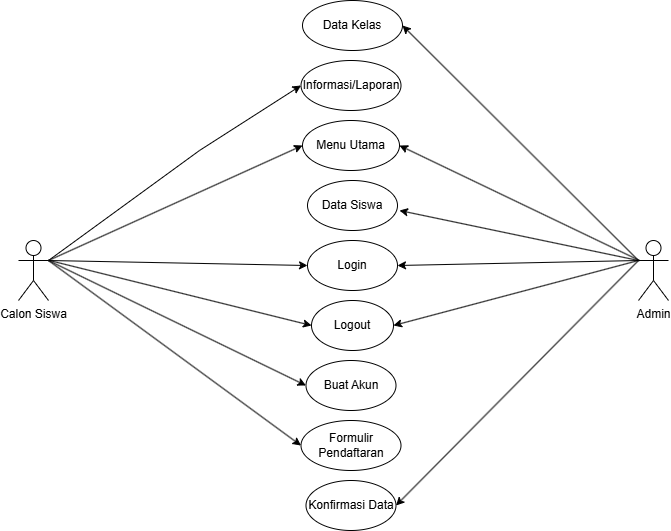 Data Kelas
Informasi/Laporan
Menu Utama
Data Siswa
Login
Calon Siswa
Admin
Logout
Buat Akun
Formulir
Pendaftaran
Konfirmasi Data